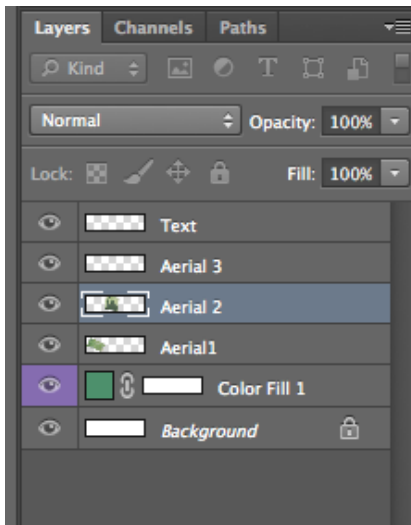 Layers Channels Paths
Kind T
Normal Opacity: 100%
Lock: Fill: 100%
Text
Aerial 3
Aerial 2
Aerial1
Color Fill 1
Background